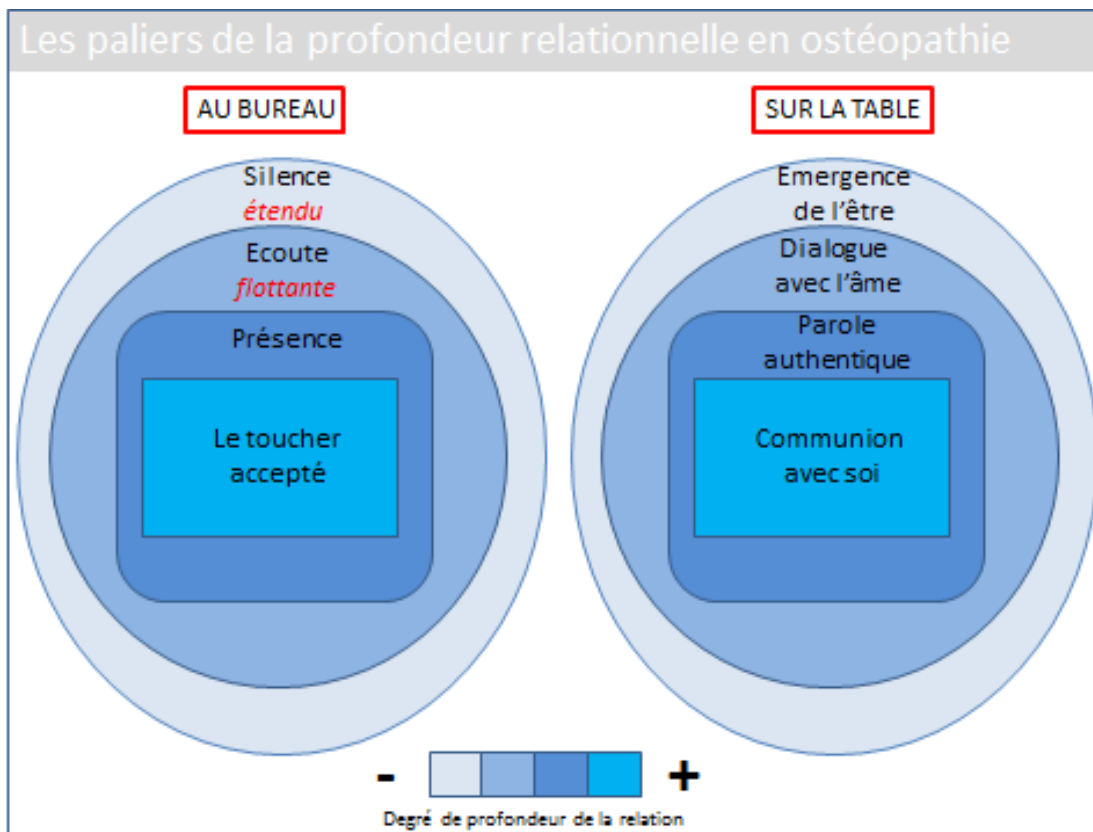 Les paliers de la profondeur relationnelle en ostéopathie
AU BUREAU
Silence
étendu
Ecoute
flottante
Présence
Le toucher
accepté
SUR LA TABLE
Emergence
de l'être
Dialogue
avec l'âme
Parole
authentique
Communion
avec soi
- +
Degré de profondeur de la relation